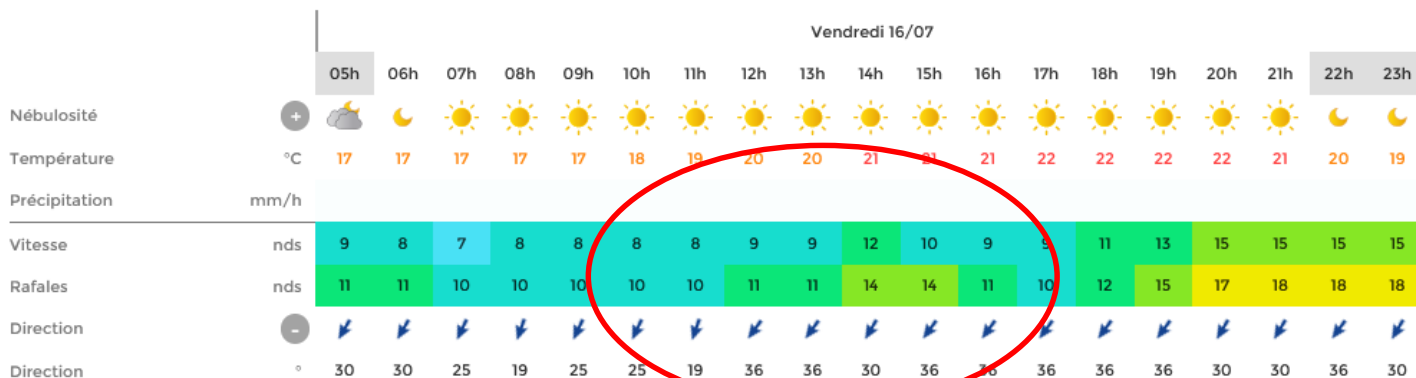 Vendredi 16/07
05h 06h 07h 08h 09h 10h 11h 12h 13h 14h 15h 16h 17h 18h 19h 20h 21h 22h 23h
Nébulosité +
Température °C 17 17 17 17 17 18 19 20 20 21 21 21 22 22 22 22 21 20 19
Précipitation mm/h
Vitesse nds 9 8 7 8 8 8 8 9 9 12 10 9 9 11 13 15 15 15 15
Rafales nds 11 11 10 10 10 10 10 11 11 14 14 11 10 12 15 17 18 18 18
Direction -
Direction ° 30 30 25 19 25 25 19 36 36 30 36 36 36 36 36 30 30 36 30